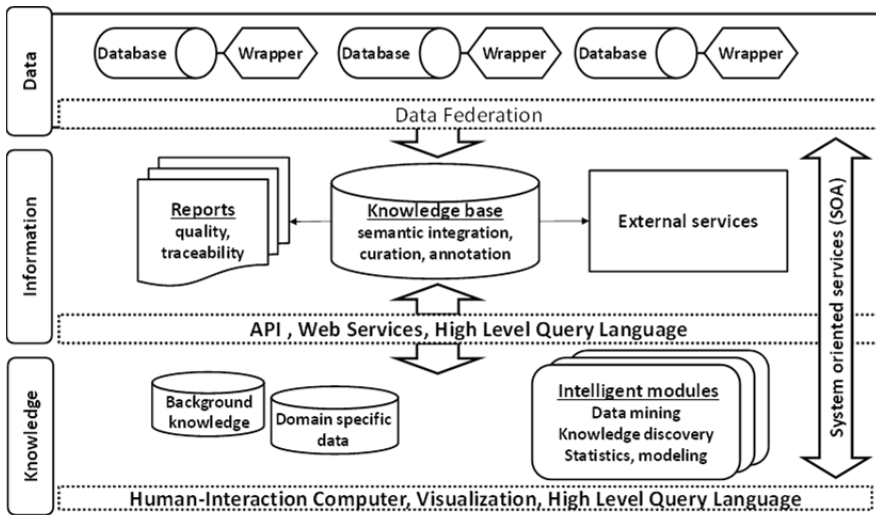 Data
Database
Wrapper
Database
Wrapper
Database
Wrapper
Data Federation
Information
Reports
quality,
traceability
Knowledge base
semantic integration,
curation, annotation
External services
System oriented services (SOA)
API , Web Services, High Level Query Language
Knowledge
Background
knowledge
Domain specific
data
Intelligent modules
Data mining
Knowledge discovery
Statistics, modeling
Human-Interaction Computer, Visualization, High Level Query Language